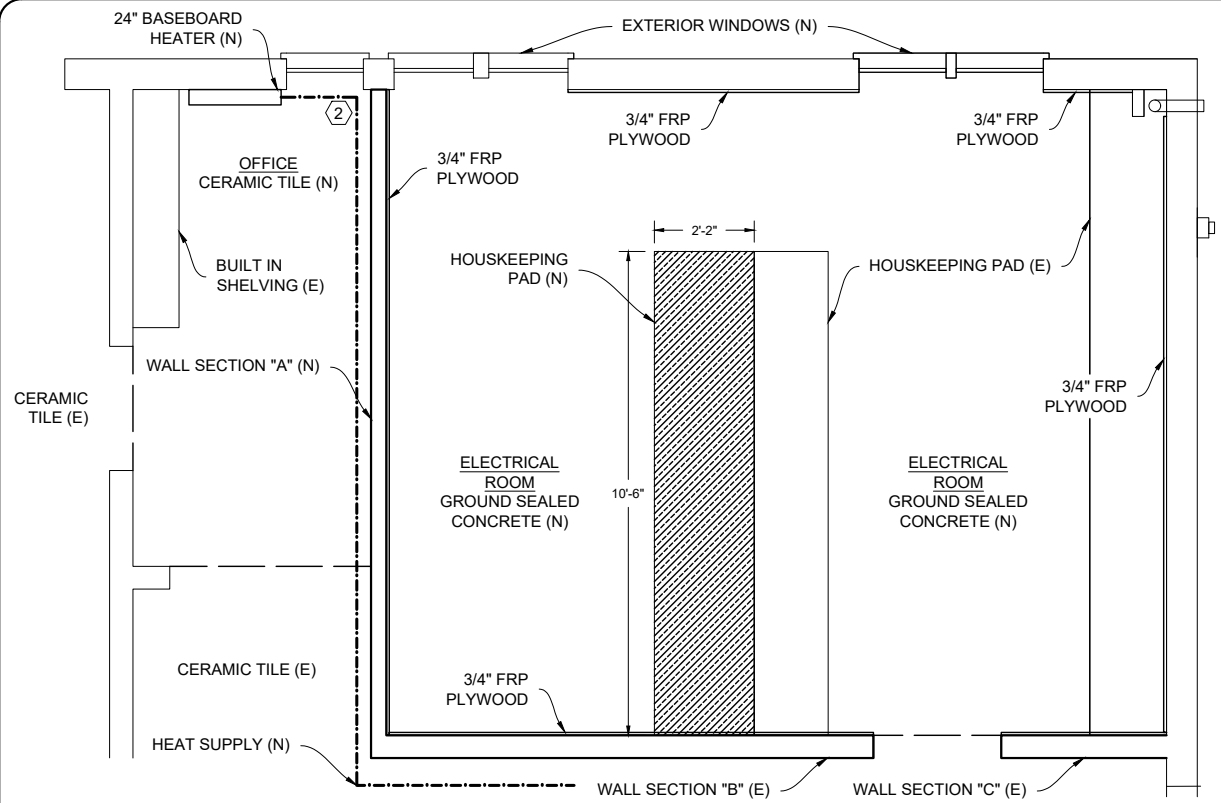 24" BASEBOARD
HEATER (N)
EXTERIOR WINDOWS (N)
2
3/4" FRP
PLYWOOD
3/4" FRP
PLYWOOD
OFFICE
CERAMIC TILE (N)
3/4" FRP
PLYWOOD
2'-2"
BUILT IN
SHELVING (E)
HOUSKEEPING
PAD (N)
HOUSKEEPING PAD (E)
WALL SECTION "A" (N)
CERAMIC
TILE (E)
3/4" FRP
PLYWOOD
ELECTRICAL
ROOM
GROUND SEALED
CONCRETE (N)
10'-6"
ELECTRICAL
ROOM
GROUND SEALED
CONCRETE (N)
CERAMIC TILE (E)
3/4" FRP
PLYWOOD
HEAT SUPPLY (N)
WALL SECTION "B" (E)
WALL SECTION "C" (E)